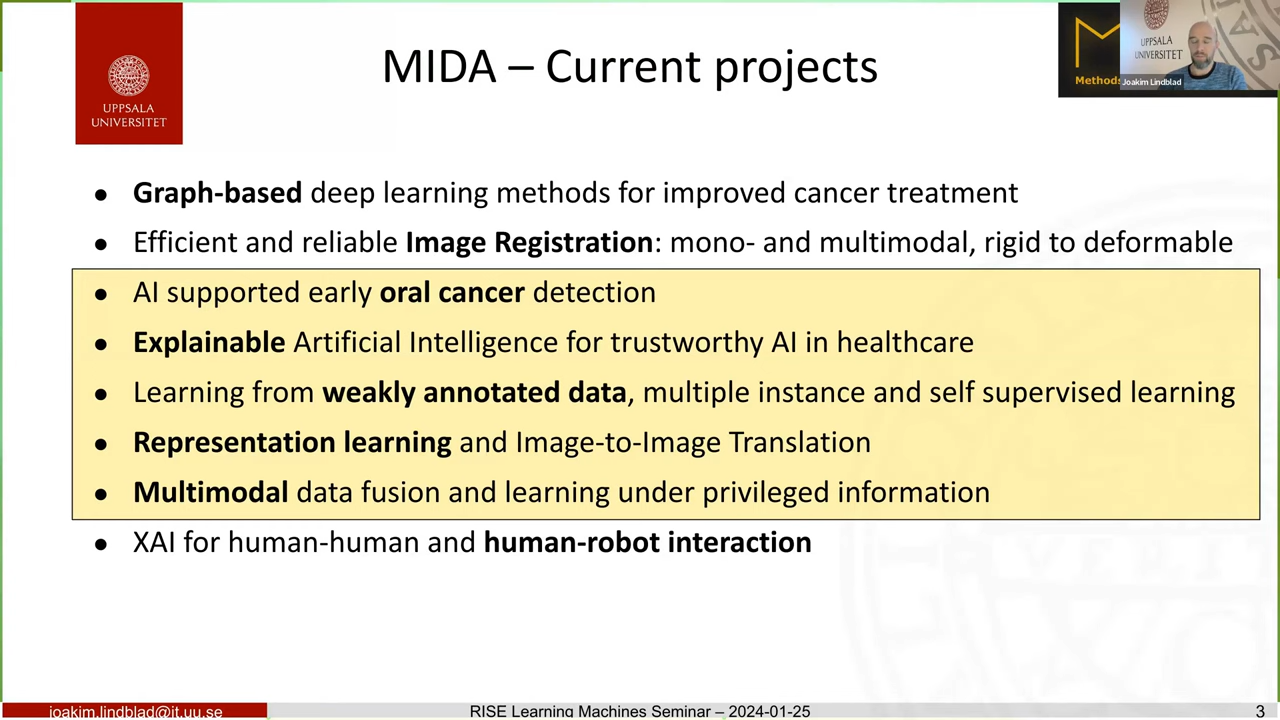 UPPSALA
UNIVERSITET
MIDA – Current projects
Methods
UPPSALA
UNIVERSITET
Joakim Lindblad
● Graph-based deep learning methods for improved cancer treatment
● Efficient and reliable Image Registration: mono- and multimodal, rigid to deformable
● AI supported early oral cancer detection
● Explainable Artificial Intelligence for trustworthy AI in healthcare
● Learning from weakly annotated data, multiple instance and self supervised learning
● Representation learning and Image-to-Image Translation
● Multimodal data fusion and learning under privileged information
● XAI for human-human and human-robot interaction
joakim.lindblad@it.uu.se
RISE Learning Machines Seminar – 2024-01-25
3